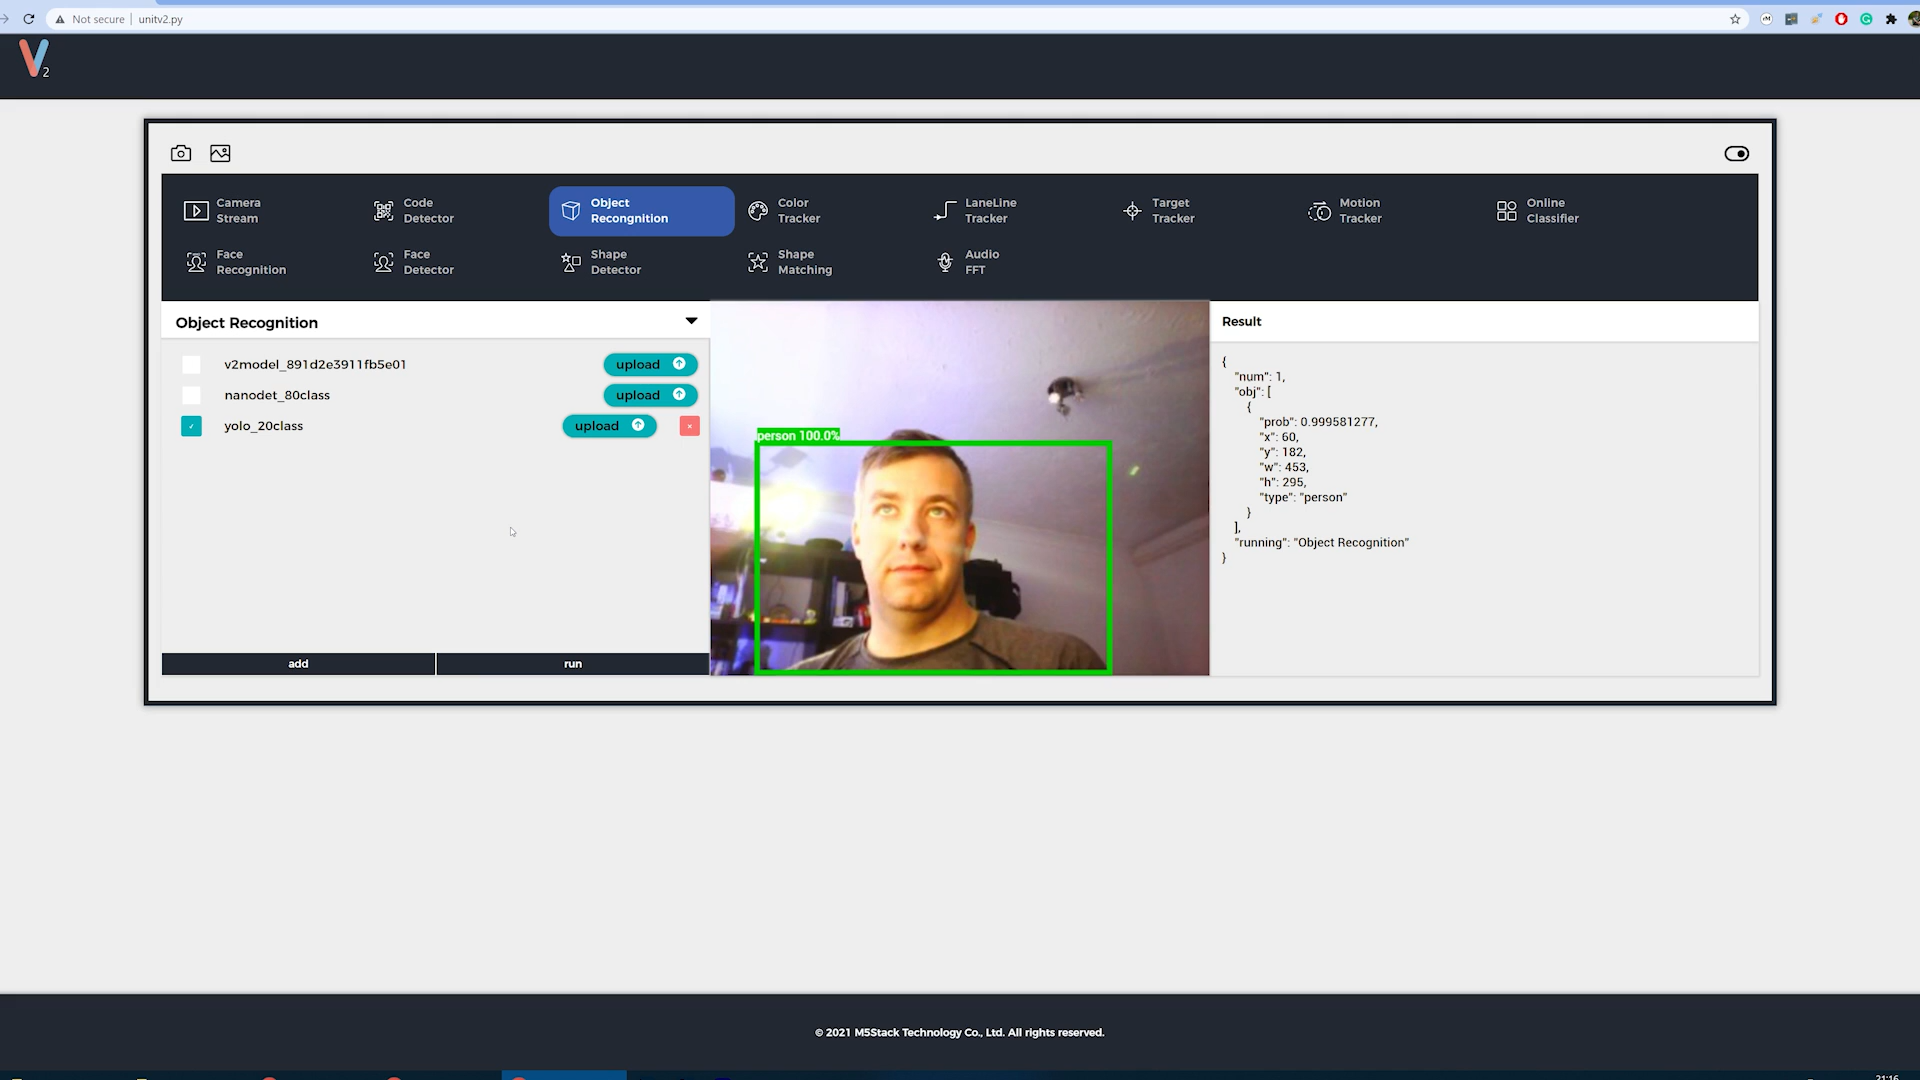 Not secure | unitv2.py
V2
Camera Stream
Code Detector
Object Recongnition
Color Tracker
LaneLine Tracker
Target Tracker
Motion Tracker
Online Classifier
Face Recognition
Face Detector
Shape Detector
Shape Matching
Audio FFT
Object Recognition
v2model_891d2e3911fb5e01 upload
nanodet_80class upload
yolo_20class upload
add run
person 100.0%
Result
{
"num": 1,
"obj": [
{
"prob": 0.999581277,
"x": 60,
"y": 182,
"w": 453,
"h": 295,
"type": "person"
}
],
"running": "Object Recognition"
}
© 2021 M5Stack Technology Co., Ltd. All rights reserved.
21:16